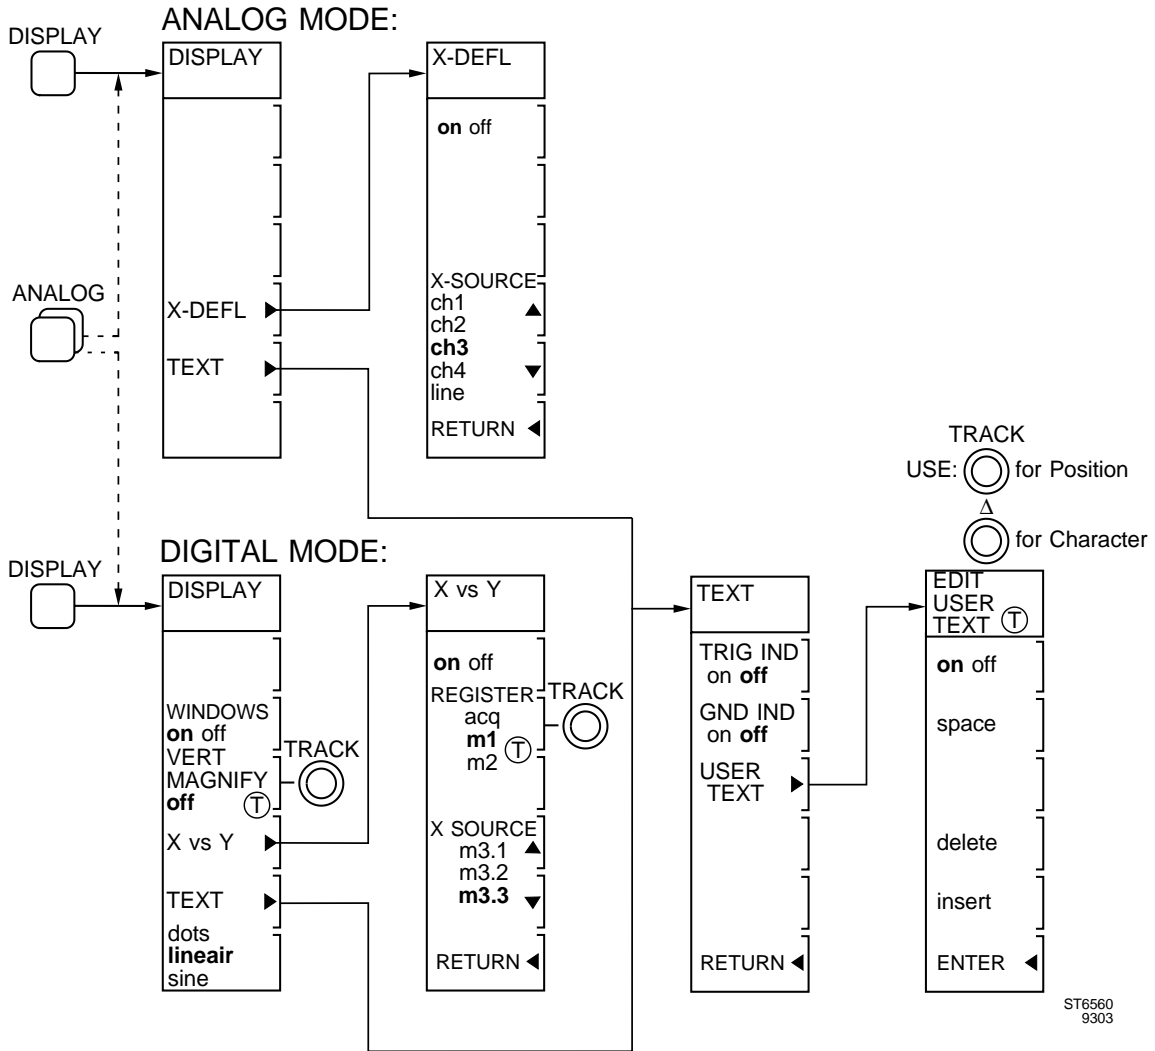 ANALOG MODE:
DISPLAY
DISPLAY
X-DEFL
on off
ANALOG
X-DEFL
TEXT
X-SOURCE
ch1
ch2
ch3
ch4
line
RETURN
DIGITAL MODE:
DISPLAY
DISPLAY
WINDOWS
on off
VERT
MAGNIFY
off T
TRACK
X vs Y
TEXT
dots
lineair
sine
X vs Y
on off
REGISTER
acq
m1
m2
T
TRACK
X SOURCE
m3.1
m3.2
m3.3
RETURN
TEXT
TRIG IND
on off
GND IND
on off
USER
TEXT
RETURN
TRACK
USE: for Position
Δ
for Character
EDIT
USER
TEXT T
on off
space
delete
insert
ENTER
ST6560
9303